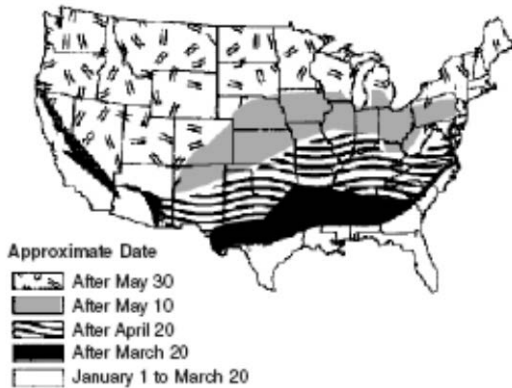 Approximate Date
After May 30
After May 10
After April 20
After March 20
January 1 to March 20